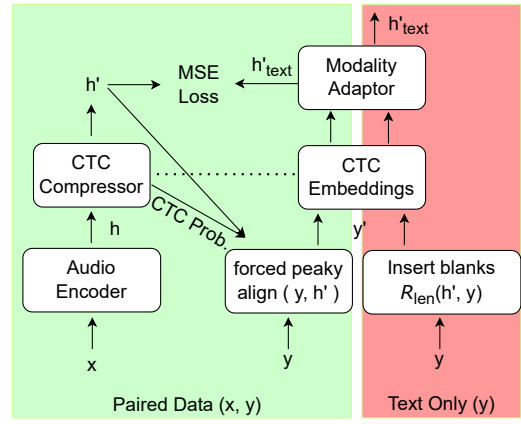 h'text
h'
MSE
Loss
h'text
Modality
Adaptor
CTC
Compressor
CTC
Embeddings
CTC Prob.
h
y'
Audio
Encoder
forced peaky
align ( y, h' )
Insert blanks
Rlen(h', y)
x
y
y
Paired Data (x, y)
Text Only (y)